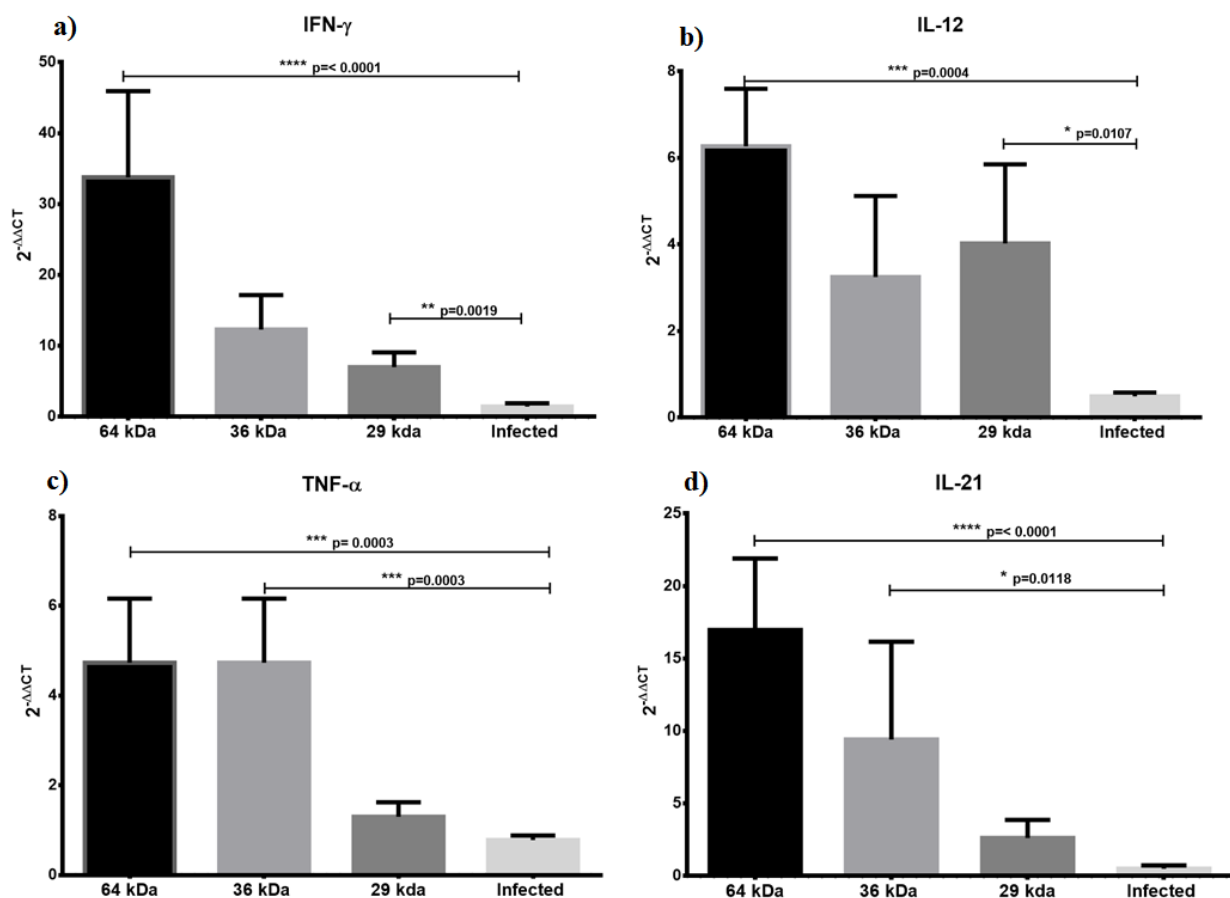 a)
IFN-γ
50
40
30
20
10
0
2-ΔΔCT
**** p=< 0.0001
** p=0.0019
64 kDa 36 kDa 29 kda Infected
b)
IL-12
8
6
4
2
0
2-ΔΔCT
*** p=0.0004
* p=0.0107
64 kDa 36 kDa 29 kDa Infected
c)
TNF-α
8
6
4
2
0
2-ΔΔCT
*** p= 0.0003
*** p=0.0003
64 kDa 36 kDa 29 kda Infected
d)
IL-21
25
20
15
10
5
0
2-ΔΔCT
**** p=< 0.0001
* p=0.0118
64 kDa 36 kDa 29 kda Infected